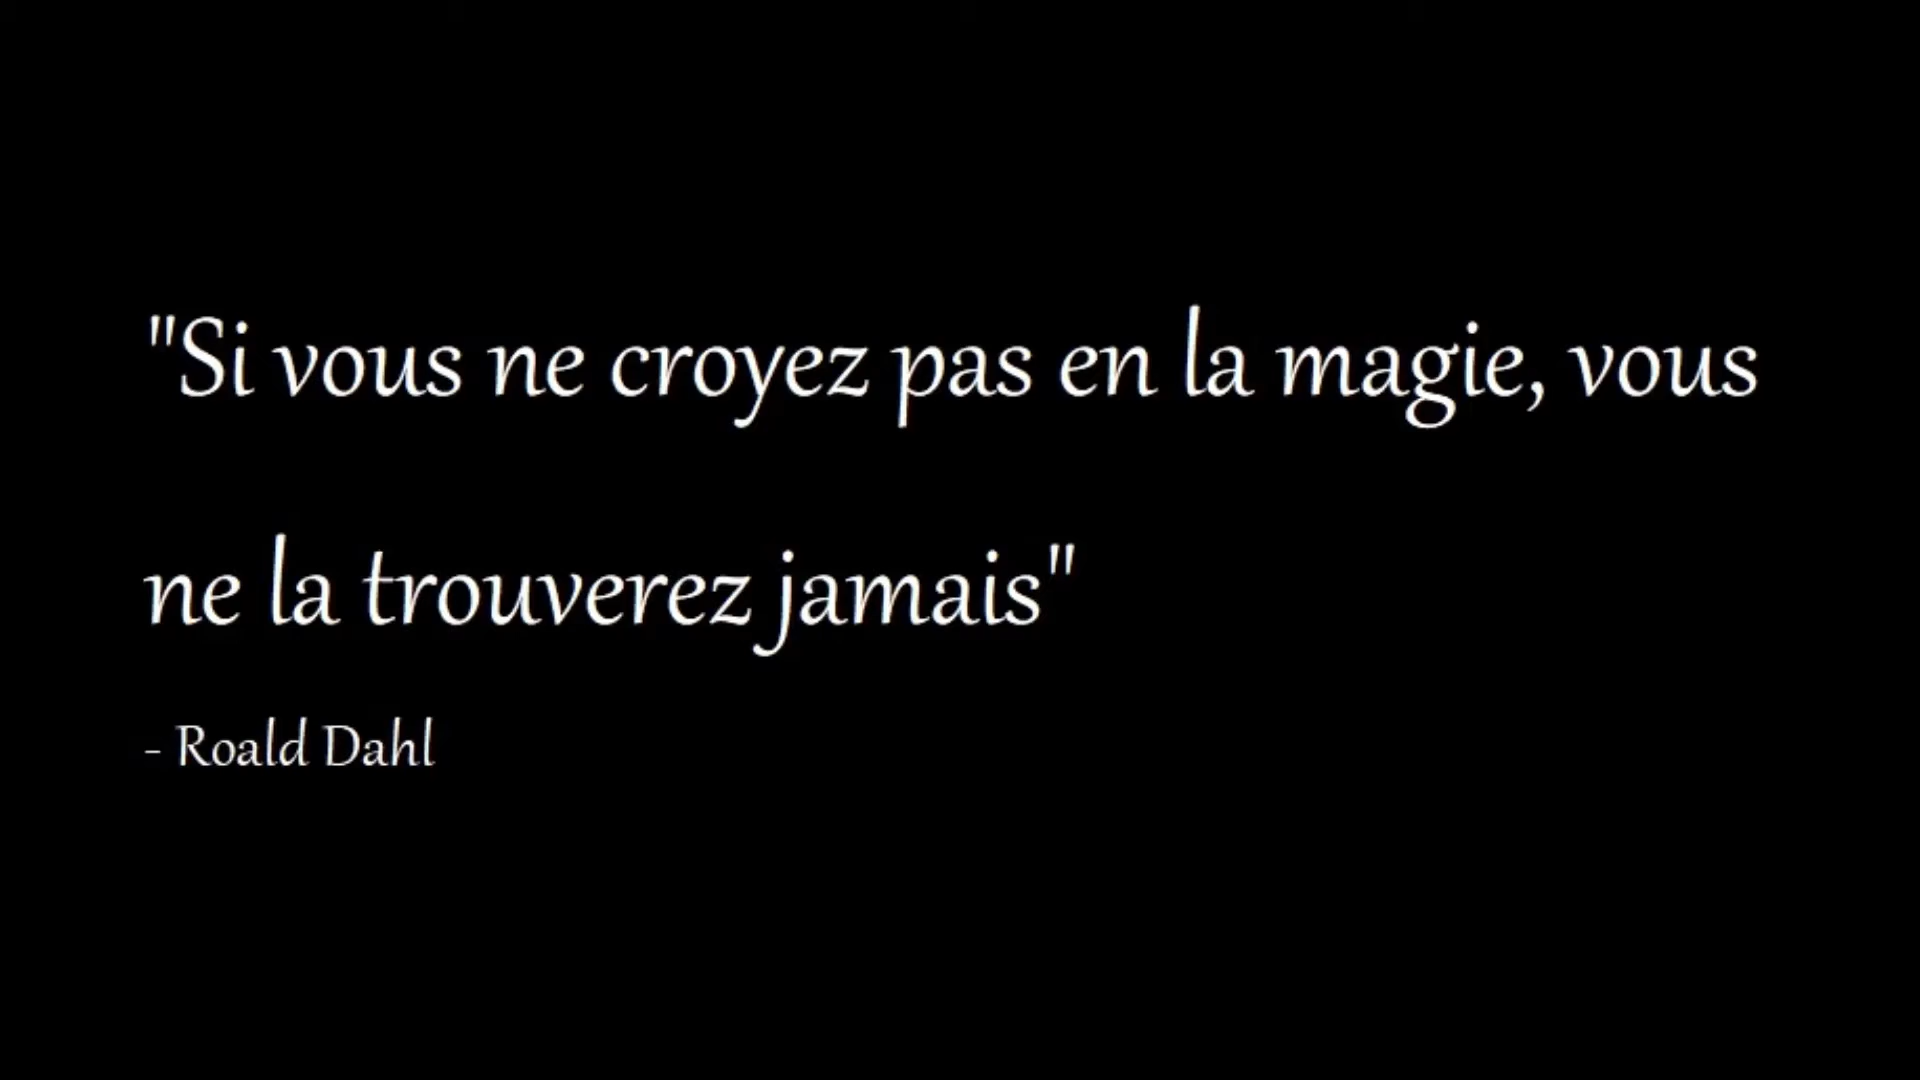 "Si vous ne croyez pas en la magie, vous
ne la trouverez jamais"
- Roald Dahl